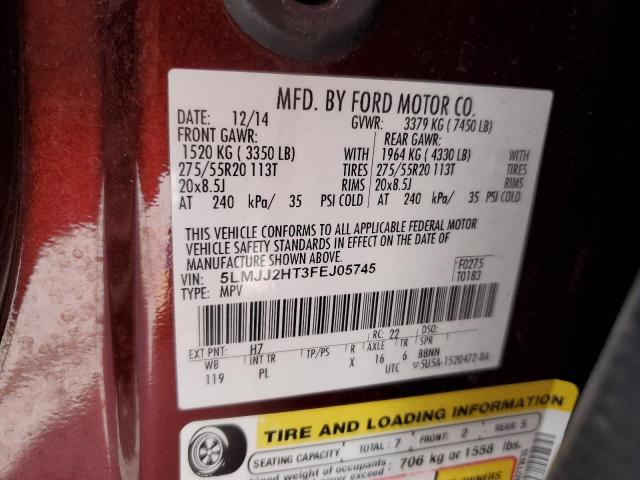 MFD. BY FORD MOTOR CO.
DATE: 12/14 GVWR: 3379 KG ( 7450 LB)
FRONT GAWR: REAR GAWR:
1520 KG ( 3350 LB) WITH 1964 KG ( 4330 LB) WITH
275/55R20 113T TIRES 275/55R20 113T TIRES
20x8.5J RIMS 20x8.5J RIMS
AT 240 kPa/ 35 PSI COLD AT 240 kPa/ 35 PSI COLD
THIS VEHICLE CONFORMS TO ALL APPLICABLE FEDERAL MOTOR
VEHICLE SAFETY STANDARDS IN EFFECT ON THE DATE OF
MANUFACTURE SHOWN ABOVE.
VIN: 5LMJJ2HT3FEJ05745 F0275
TYPE: MPV T0183
EXT PNT: H7 RC: 22 DSO:
WB INT TR TP/PS R AXLE TR SPR
119 PL X 16 6 BBNN
UTC 5U5A-1520472-BA
TIRE AND LOADING INFORMATION
SEATING CAPACITY TOTAL: 7 FRONT: 2 REAR: 5
weight of occupants 706 kg or 1558 lbs.
OWNERS